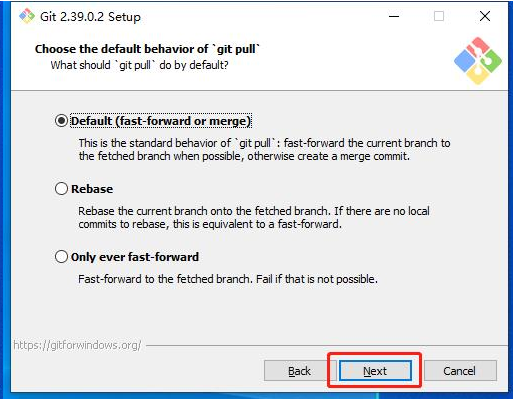 Git 2.39.0.2 Setup
Choose the default behavior of `git pull`
What should `git pull` do by default?
Default (fast-forward or merge)
This is the standard behavior of `git pull`: fast-forward the current branch to
the fetched branch when possible, otherwise create a merge commit.
Rebase
Rebase the current branch onto the fetched branch. If there are no local
commits to rebase, this is equivalent to a fast-forward.
Only ever fast-forward
Fast-forward to the fetched branch. Fail if that is not possible.
https://gitforwindows.org/
Back Next Cancel